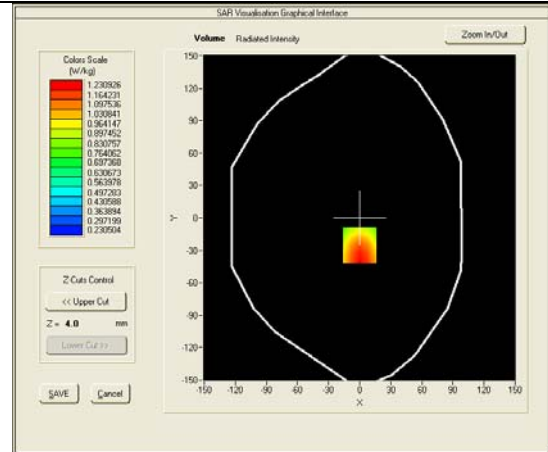 SAR Visualisation Graphical Interface
Volume Radiated Intensity
Zoom In/Out
Colors Scale
(W/kg)
1.230926
1.164231
1.097536
1.030841
0.964147
0.897452
0.830757
0.764062
0.697368
0.630673
0.563978
0.497283
0.430588
0.363894
0.297199
0.230504
Z Cuts Control
<< Upper Cut
Z = 4.0 mm
Lower Cut >>
SAVE Cancel
150-
120-
90-
60-
30-
0-
-30-
-60-
-90-
-120-
-150-
Y
-150 -120 -90 -60 -30 0 30 60 90 120 150
X